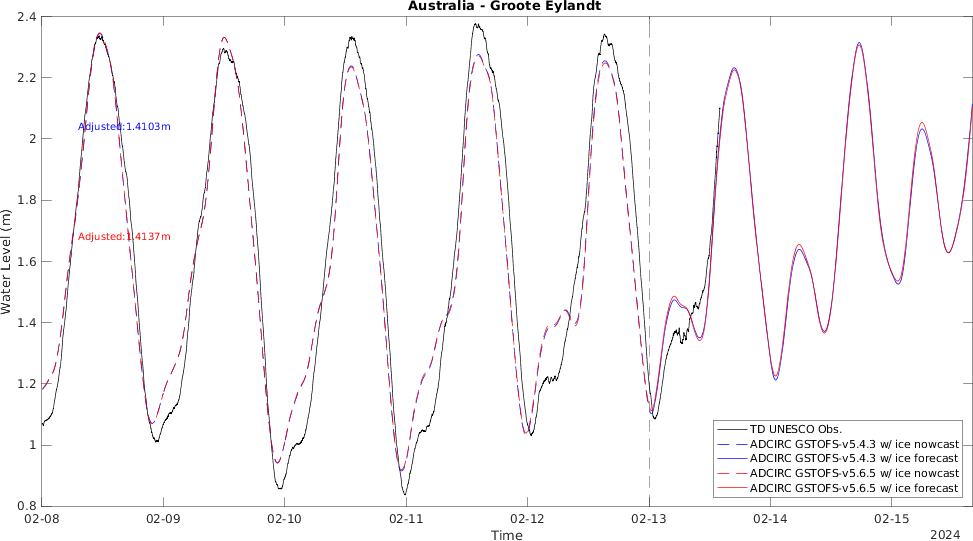 Australia - Groote Eylandt
2.4
2.2
2
1.8
1.6
1.4
1.2
1
0.8
Water Level (m)
Adjusted:1.4103m
Adjusted:1.4137m
TD UNESCO Obs.
ADCIRC GSTOFS-v5.4.3 w/ ice nowcast
ADCIRC GSTOFS-v5.4.3 w/ ice forecast
ADCIRC GSTOFS-v5.6.5 w/ ice nowcast
ADCIRC GSTOFS-v5.6.5 w/ ice forecast
02-08 02-09 02-10 02-11 02-12 02-13 02-14 02-15
Time
2024